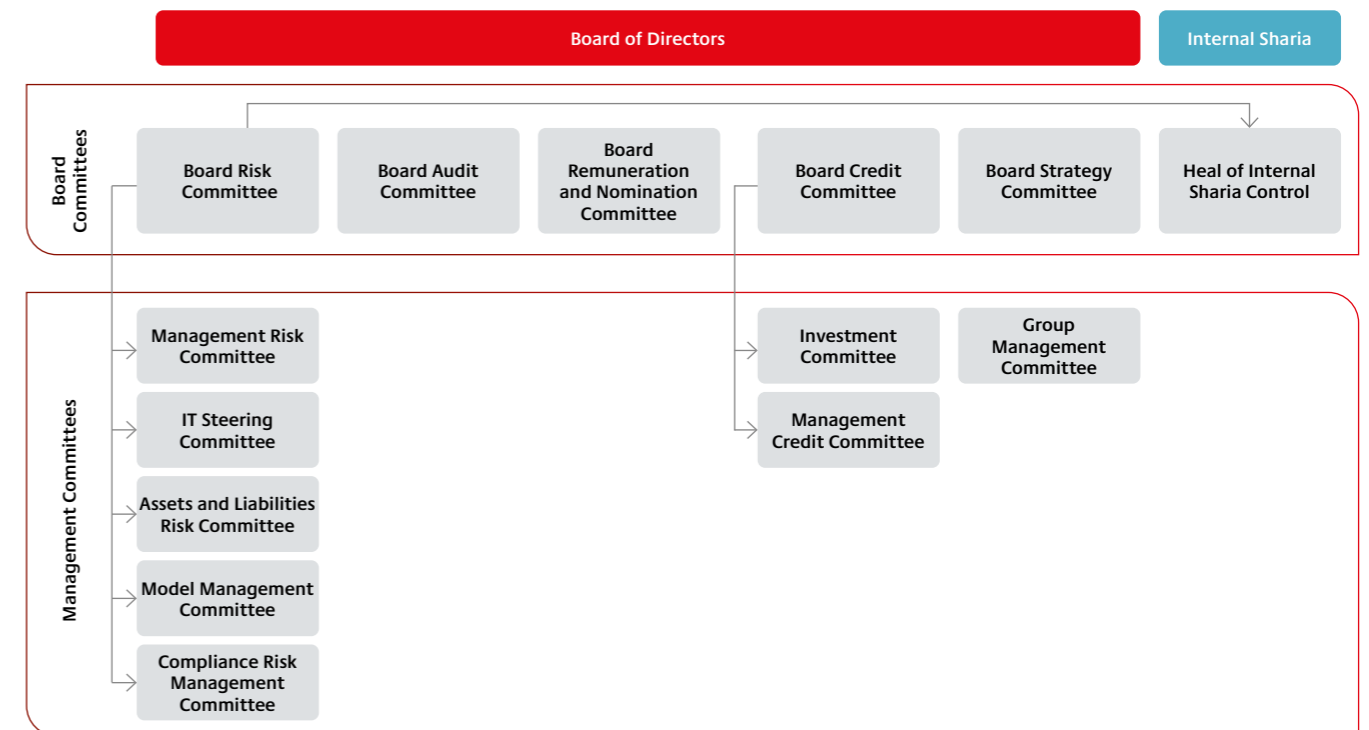 Board of Directors
Internal Sharia
Board
Committees
Board Risk
Committee
Board Audit
Committee
Board
Remuneration
and Nomination
Committee
Board Credit
Committee
Board Strategy
Committee
Heal of Internal
Sharia Control
Management Committees
Management Risk
Committee
Investment
Committee
Group
Management
Committee
IT Steering
Committee
Management
Credit Committee
Assets and Liabilities
Risk Committee
Model Management
Committee
Compliance Risk
Management
Committee